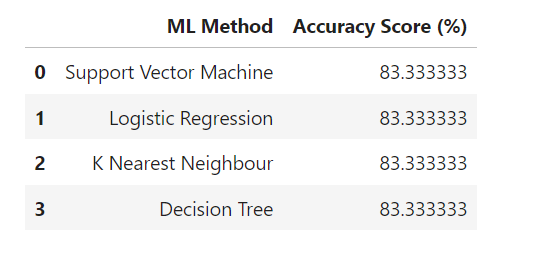 ML Method Accuracy Score (%)
0 Support Vector Machine 83.333333
1 Logistic Regression 83.333333
2 K Nearest Neighbour 83.333333
3 Decision Tree 83.333333